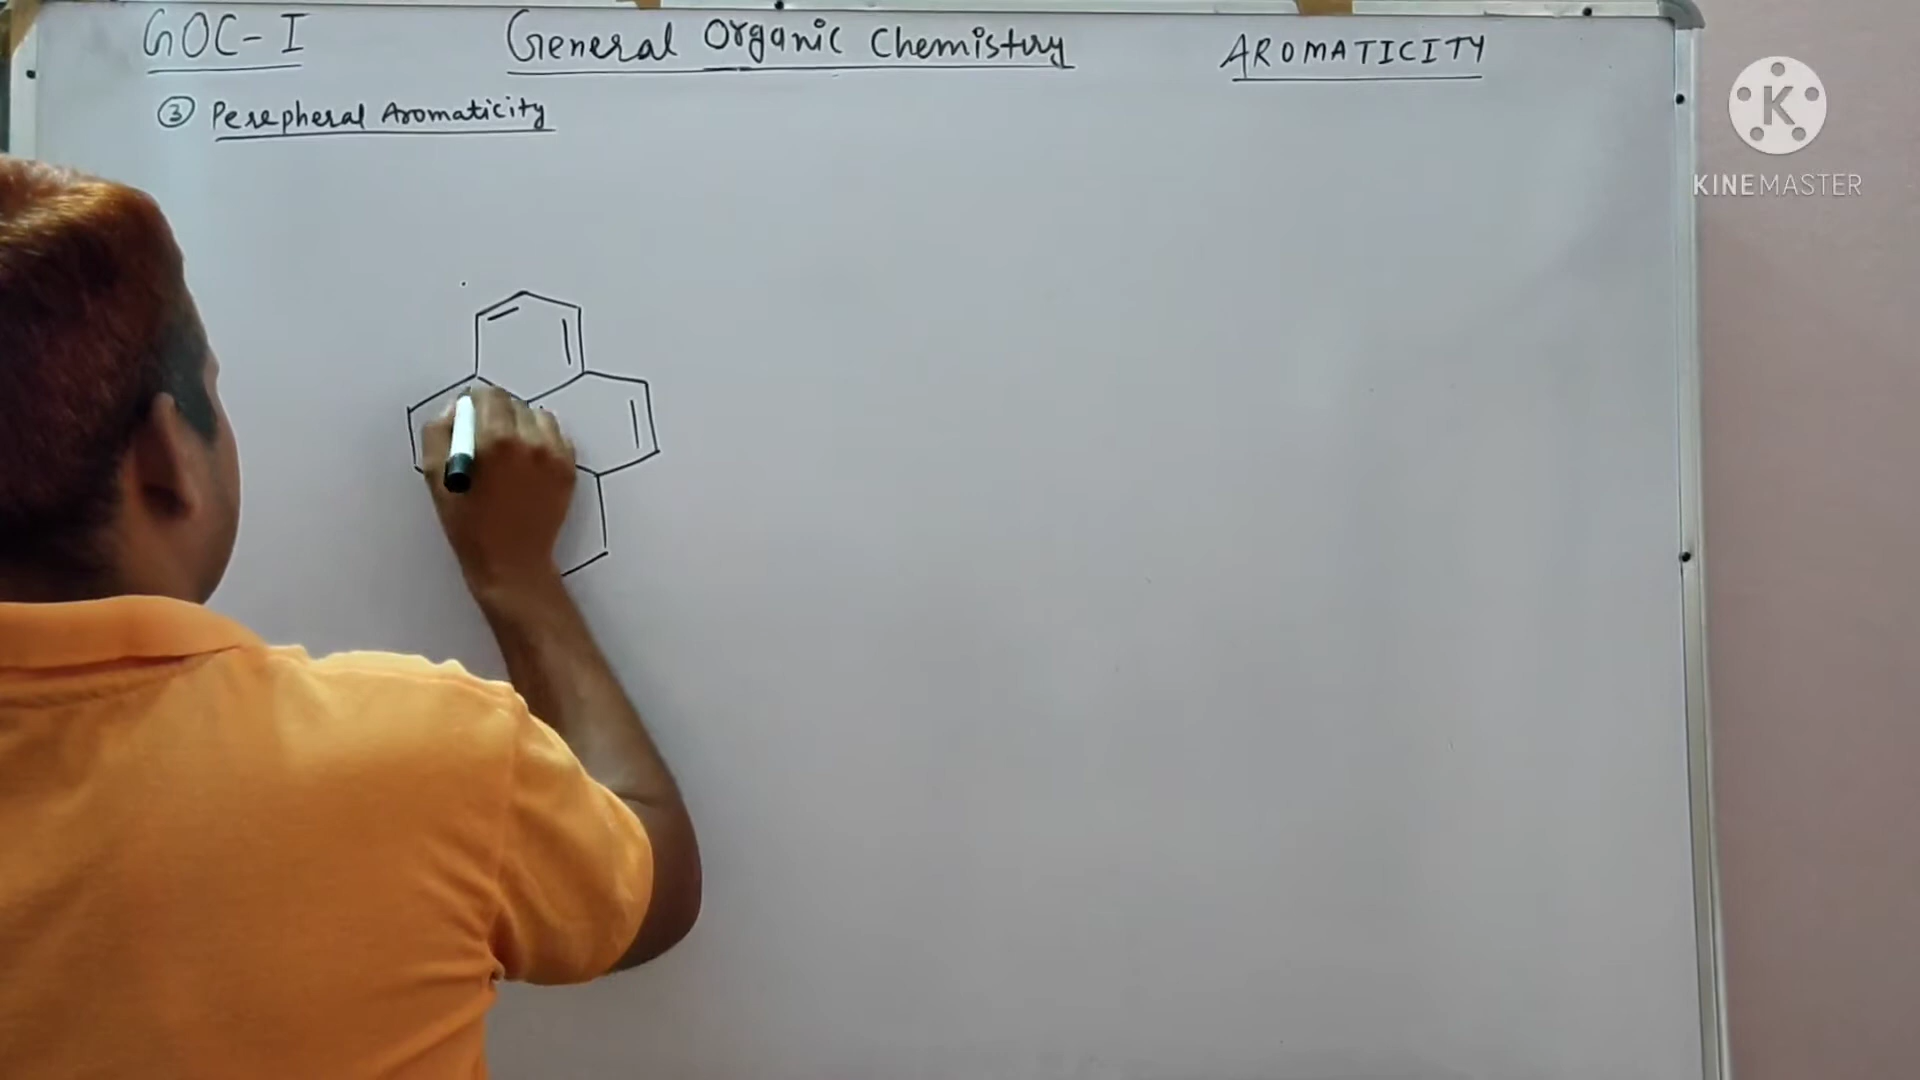 GOC-I General Organic Chemistry AROMATICITY
③ Perepheral Aromaticity
K
KINEMASTER